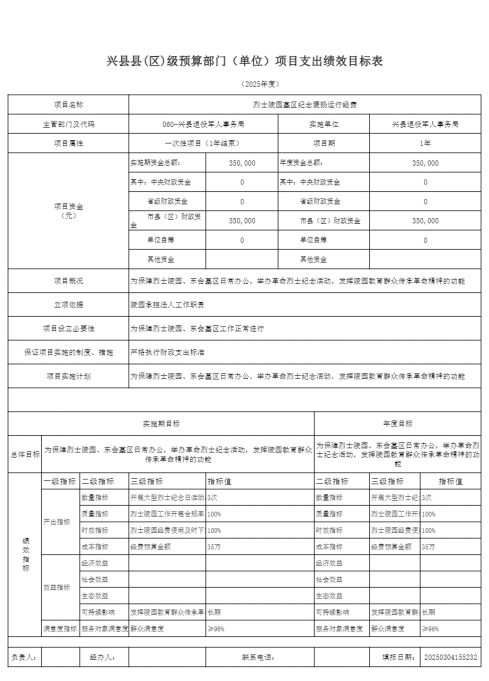 兴县县(区)级预算部门（单位）项目支出绩效目标表
（2025年度）
项目名称 烈士陵园墓区纪念褒扬运行经费
主管部门及代码 060-兴县退役军人事务局 实施单位 兴县退役军人事务局
项目属性 一次性项目（1年结束） 项目期 1年
项目资金（元）
实施期资金总额: 350,000 年度资金总额: 350,000
其中: 中央财政资金 0 其中: 中央财政资金 0
省级财政资金 0 省级财政资金 0
市县（区）财政资金 350,000 市县（区）财政资金 350,000
单位自筹 0 单位自筹 0
其他资金 其他资金
项目概况 为保障烈士陵园、东会墓区日常办公，举办革命烈士纪念活动，发挥陵园教育群众传承革命精神的功能
立项依据 陵园承担法人工作职责
项目设立必要性 为保障烈士陵园、东会墓区工作正常进行
保证项目实施的制度、措施 严格执行财政支出标准
项目实施计划 为保障烈士陵园、东会墓区日常办公，举办革命烈士纪念活动，发挥陵园教育群众传承革命精神的功能
实施期目标 年度目标
总体目标 为保障烈士陵园、东会墓区日常办公，举办革命烈士纪念活动，发挥陵园教育群众传承革命精神的功能 为保障烈士陵园、东会墓区日常办公，举办革命烈士纪念活动，发挥陵园教育群众传承革命精神的功能
绩效指标
一级指标 二级指标 三级指标 指标值 二级指标 三级指标 指标值
产出指标
数量指标 开展大型烈士纪念日活动 3次 数量指标 开展大型烈士纪 3次
质量指标 烈士陵园工作开展合规率 100% 质量指标 烈士陵园工作开 100%
时效指标 烈士陵园经费使用及时下 100% 时效指标 烈士陵园经费使 100%
成本指标 经费预算金额 35万 成本指标 经费预算金额 35万
效益指标
经济效益 经济效益
社会效益 社会效益
生态效益 生态效益
可持续影响 发挥陵园教育群众传承革 长期 可持续影响 发挥陵园教育群 长期
满意度指标 服务对象满意度 群众满意度 ≥96% 服务对象满意度 群众满意度 ≥96%
负责人: 经办人: 联系电话: 填报日期: 20250304155232